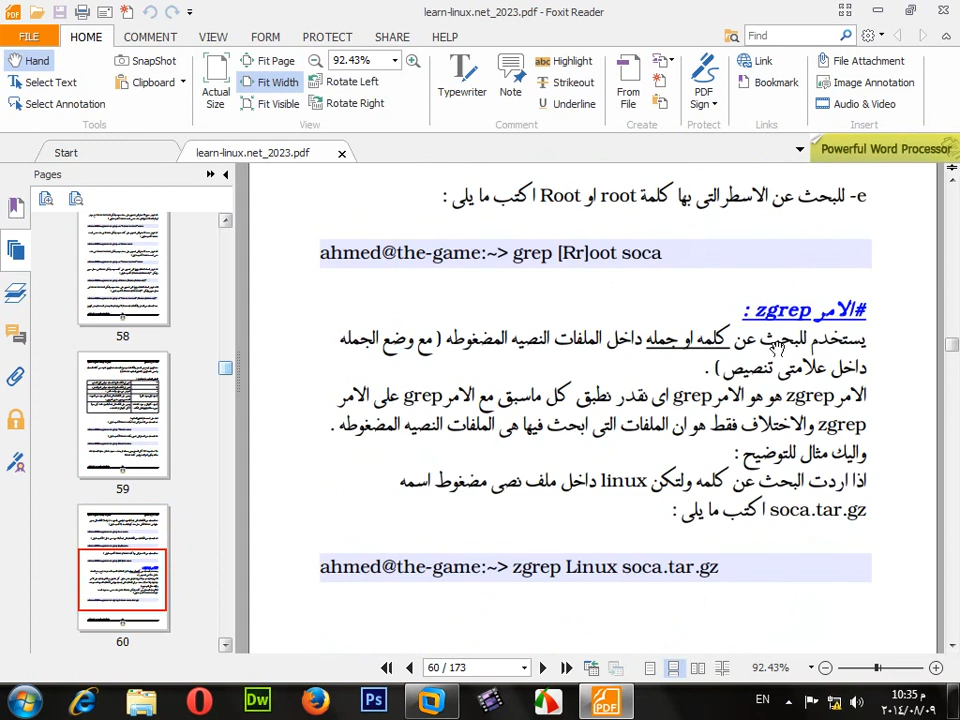 learn-linux.net_2023.pdf - Foxit Reader
FILE HOME COMMENT VIEW FORM PROTECT SHARE HELP Find
Hand SnapShot Fit Page 92.43% Rotate Left Highlight Link File Attachment
Select Text Clipboard Actual Size Fit Width Rotate Right Typewriter Note Strikeout From File PDF Sign Bookmark Image Annotation
Select Annotation Fit Visible Underline Audio & Video
Tools View Comment Create Protect Links Insert
Start learn-linux.net_2023.pdf Powerful Word Processor
Pages
58
59
60
e- للبحث عن الاسطر التى بها كلمة root او Root اكتب ما يلى :
ahmed@the-game:~> grep [Rr]oot soca
#الامر zgrep :
يستخدم للبحث عن كلمه او جمله داخل الملفات النصيه المضغوطه ( مع وضع الجمله
داخل علامتى تنصيص ) .
الامر zgrep هو هو الامر grep اى نقدر نطبق كل ماسبق مع الامر grep على الامر
zgrep والاختلاف فقط هو ان الملفات التى ابحث فيها هى الملفات النصيه المضغوطه .
واليك مثال للتوضيح :
اذا اردت البحث عن كلمه ولتكن linux داخل ملف نصى مضغوط اسمه
soca.tar.gz اكتب ما يلى :
ahmed@the-game:~> zgrep Linux soca.tar.gz
60 / 173 92.43%
EN 10:35 م
٢٠١٤/٠٨/٠٩